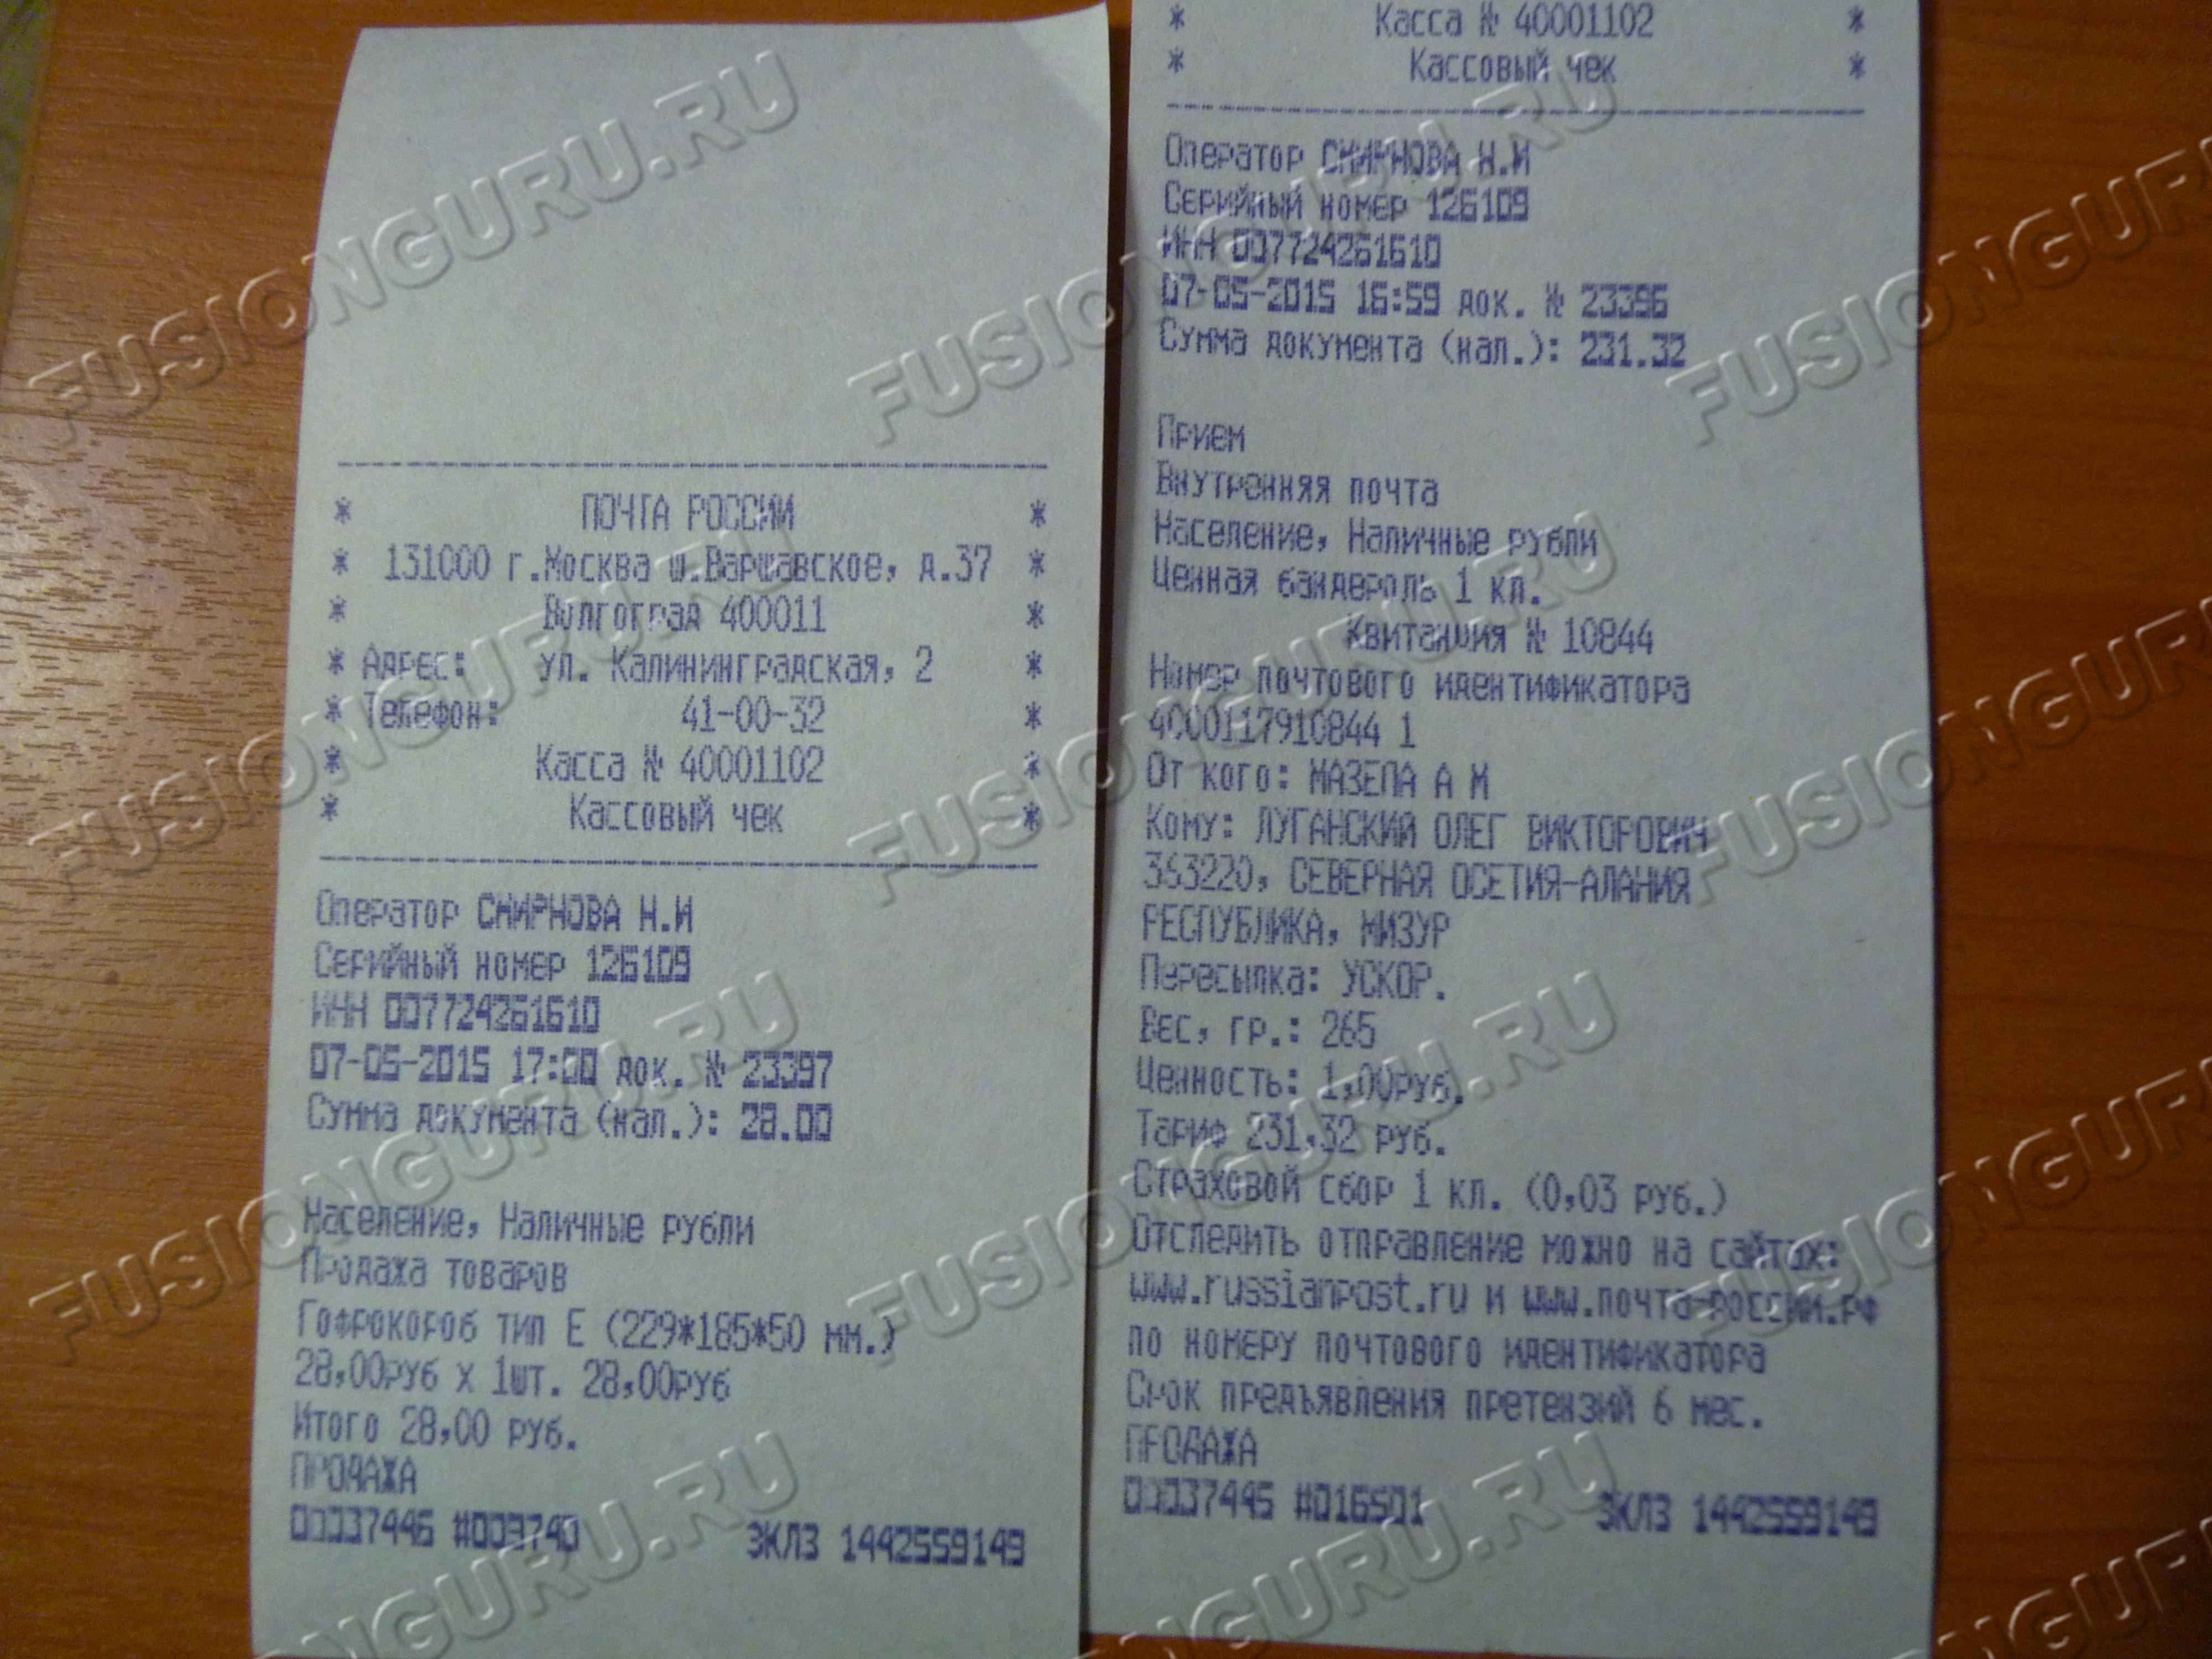 ПОЧТА РОССИИ
* 131000 г.Москва ш.Варшавское, д.37 *
* Волгоград 400011 *
* Адрес: ул. Калининградская, 2 *
* Телефон: 41-00-32 *
* Касса № 40001102 *
* Кассовый чек *
Оператор СМИРНОВА Н.И
Серийный номер 126109
ИНН 007724261610
07-05-2015 17:00 док. № 23397
Сумма документа (нал.): 28.00
Население, Наличные рубли
Продажа товаров
Гофрокороб тип Е (229*185*50 мм.)
28,00руб х 1шт. 28,00руб
Итого 28,00 руб.
ПРОДАЖА
00037446 #009740 ЭКЛЗ 1442559149
* Касса № 40001102 *
* Кассовый чек *
Оператор СМИРНОВА Н.И
Серийный номер 126109
ИНН 007724261610
07-05-2015 16:59 док. № 23396
Сумма документа (нал.): 231.32
Прием
Внутренняя почта
Население, Наличные рубли
Ценная бандероль 1 кл.
Квитанция № 10844
Номер почтового идентификатора
4000117910844 1
От кого: МАЗЕПА А М
Кому: ЛУГАНСКИЙ ОЛЕГ ВИКТОРОВИЧ
363220, СЕВЕРНАЯ ОСЕТИЯ-АЛАНИЯ
РЕСПУБЛИКА, МИЗУР
Пересылка: УСКОР.
Вес, гр.: 265
Ценность: 1,00руб.
Тариф 231,32 руб.
Страховой сбор 1 кл. (0,03 руб.)
Отследить отправление можно на сайтах:
www.russianpost.ru и www.почта-россии.рф
по номеру почтового идентификатора
Срок предъявления претензий 6 мес.
ПРОДАЖА
00037445 #016501 ЭКЛЗ 1442559149
FUSIONGURU.RU